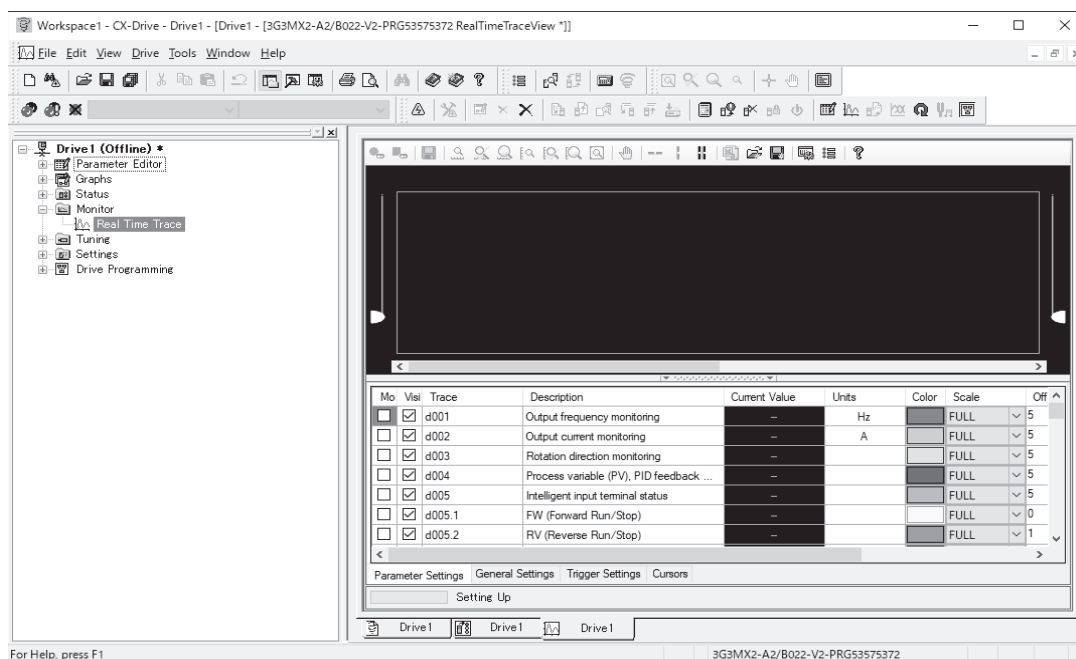 Workspace1 - CX-Drive - Drive1 - [Drive1 - [3G3MX2-A2/B022-V2-PRG53575372 RealTimeTraceView *]]
File Edit View Drive Tools Window Help
Drive1 (Offline) *
Parameter Editor
Graphs
Status
Monitor
Real Time Trace
Tuning
Settings
Drive Programming
Mo Visi Trace Description Current Value Units Color Scale Off
d001 Output frequency monitoring -- Hz FULL 5
d002 Output current monitoring -- A FULL 5
d003 Rotation direction monitoring -- FULL 5
d004 Process variable (PV), PID feedback ... -- FULL 5
d005 Intelligent input terminal status -- FULL 5
d005.1 FW (Forward Run/Stop) -- FULL 0
d005.2 RV (Reverse Run/Stop) -- FULL 1
Parameter Settings General Settings Trigger Settings Cursors
Setting Up
Drive1 Drive1 Drive1
For Help, press F1 3G3MX2-A2/B022-V2-PRG53575372